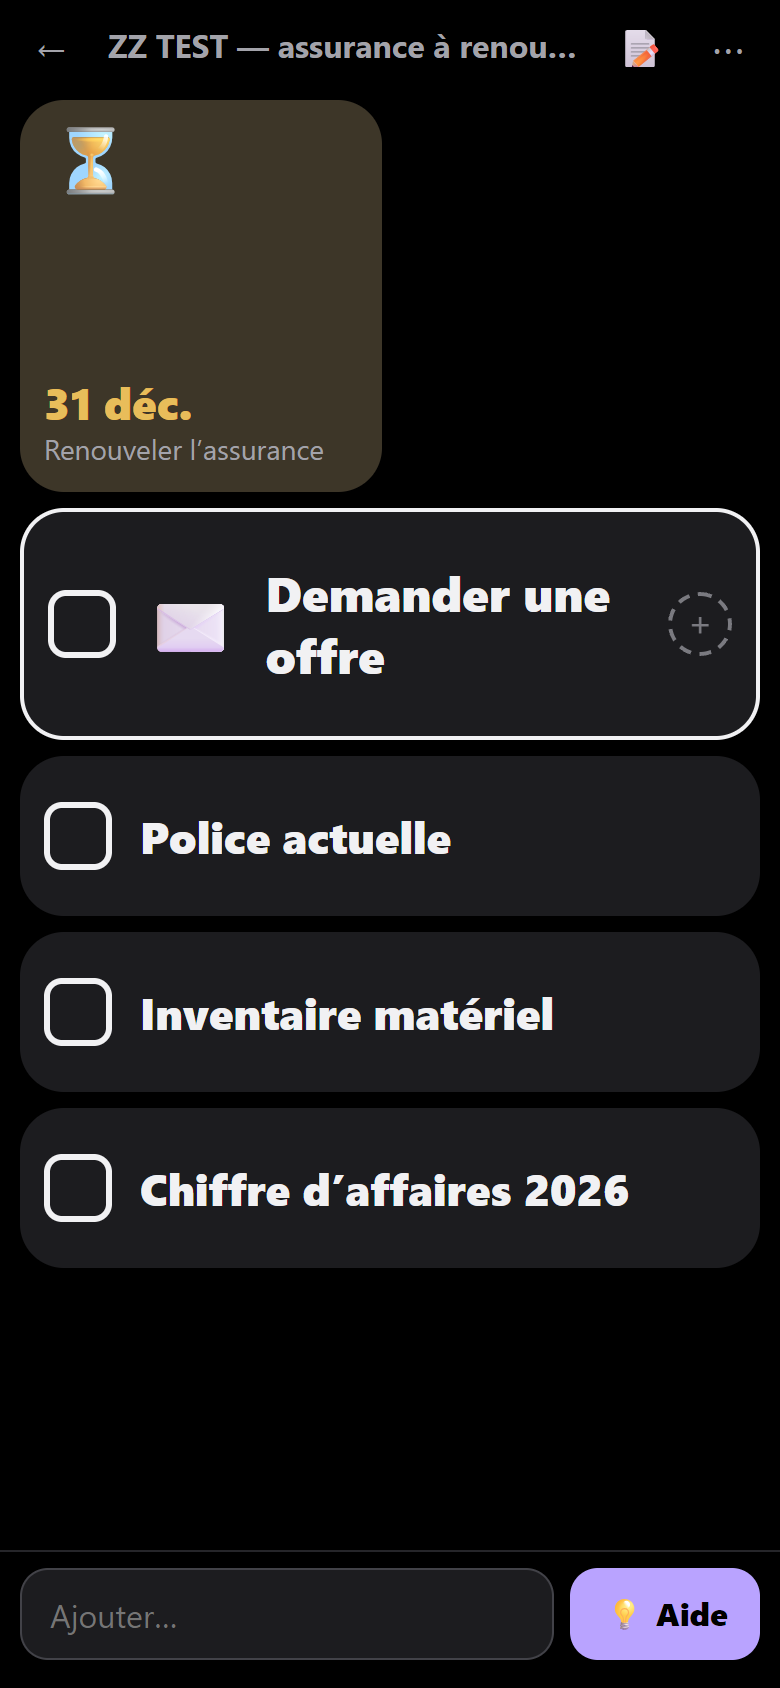 ZZ TEST — assurance à renou...
31 déc.
Renouveler l'assurance
Demander une
offre
Police actuelle
Inventaire matériel
Chiffre d'affaires 2026
Ajouter...
Aide